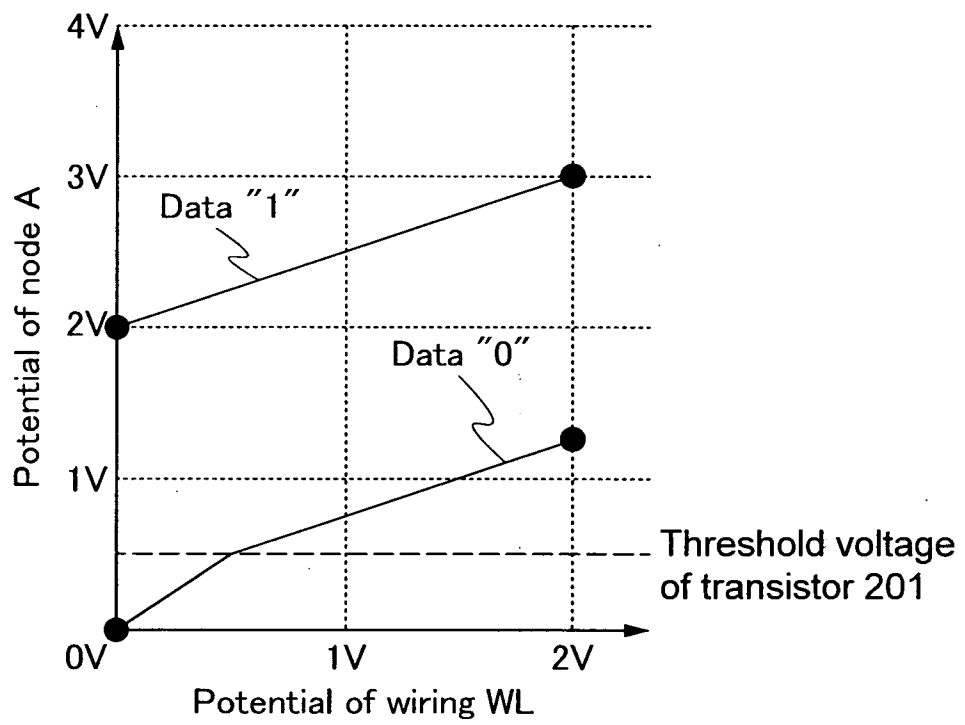 4V
3V
Data "1"
2V
Data "0"
1V
Threshold voltage
of transistor 201
0V
1V
2V
Potential of node A
Potential of wiring WL